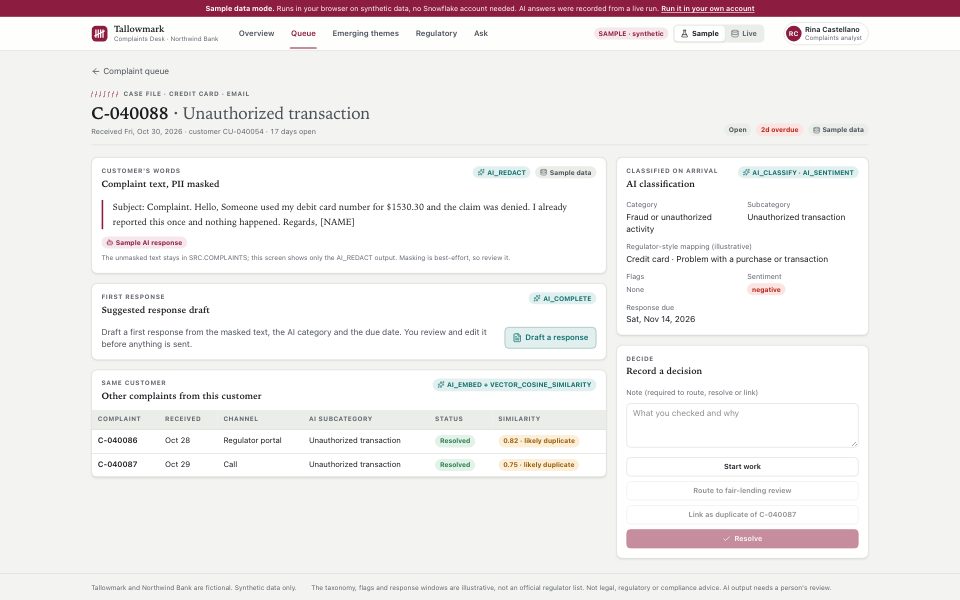 Sample data mode. Runs in your browser on synthetic data, no Snowflake account needed. AI answers were recorded from a live run. Run it in your own account
Tallowmark
Complaints Desk · Northwind Bank
Overview
Queue
Emerging themes
Regulatory
Ask
SAMPLE · synthetic
Sample
Live
RC
Rina Castellano
Complaints analyst
← Complaint queue
CASE FILE · CREDIT CARD · EMAIL
C-040088 · Unauthorized transaction
Received Fri, Oct 30, 2026 · customer CU-040054 · 17 days open
Open
2d overdue
Sample data
CUSTOMER'S WORDS
Complaint text, PII masked
AI_REDACT
Sample data
Subject: Complaint. Hello, Someone used my debit card number for $1530.30 and the claim was denied. I already
reported this once and nothing happened. Regards, [NAME]
Sample AI response
The unmasked text stays in SRC.COMPLAINTS; this screen shows only the AI_REDACT output. Masking is best-effort, so review it.
FIRST RESPONSE
Suggested response draft
AI_COMPLETE
Draft a first response from the masked text, the AI category and the due date. You review and edit it
before anything is sent.
Draft a response
SAME CUSTOMER
Other complaints from this customer
AI_EMBED + VECTOR_COSINE_SIMILARITY
COMPLAINT RECEIVED CHANNEL AI SUBCATEGORY STATUS SIMILARITY
C-040086 Oct 28 Regulator portal Unauthorized transaction Resolved 0.82 · likely duplicate
C-040087 Oct 29 Call Unauthorized transaction Resolved 0.75 · likely duplicate
CLASSIFIED ON ARRIVAL
AI classification
AI_CLASSIFY · AI_SENTIMENT
Category
Fraud or unauthorized
activity
Subcategory
Unauthorized transaction
Regulator-style mapping (illustrative)
Credit card · Problem with a purchase or transaction
Flags
None
Sentiment
negative
Response due
Sat, Nov 14, 2026
DECIDE
Record a decision
Note (required to route, resolve or link)
What you checked and why
Start work
Route to fair-lending review
Link as duplicate of C-040087
Resolve
Tallowmark and Northwind Bank are fictional. Synthetic data only.
The taxonomy, flags and response windows are illustrative, not an official regulator list. Not legal, regulatory or compliance advice. AI output needs a person's review.